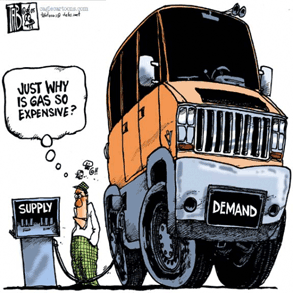 JUST WHY
IS GAS SO
EXPENSIVE?
SUPPLY
DEMAND